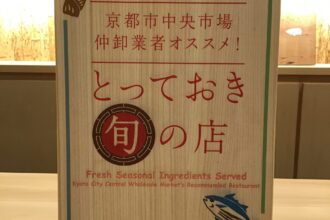 京都市中央市場
仲卸業者オススメ!
とっておき
旬の店
Fresh Seasonal Ingredients Served
Kyoto City Central Wholesale Market's Recommended Restaurant